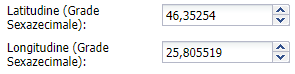 Latitudine (Grade
Sexazecimale): 46,35254
Longitudine (Grade
Sexazecimale): 25,805519